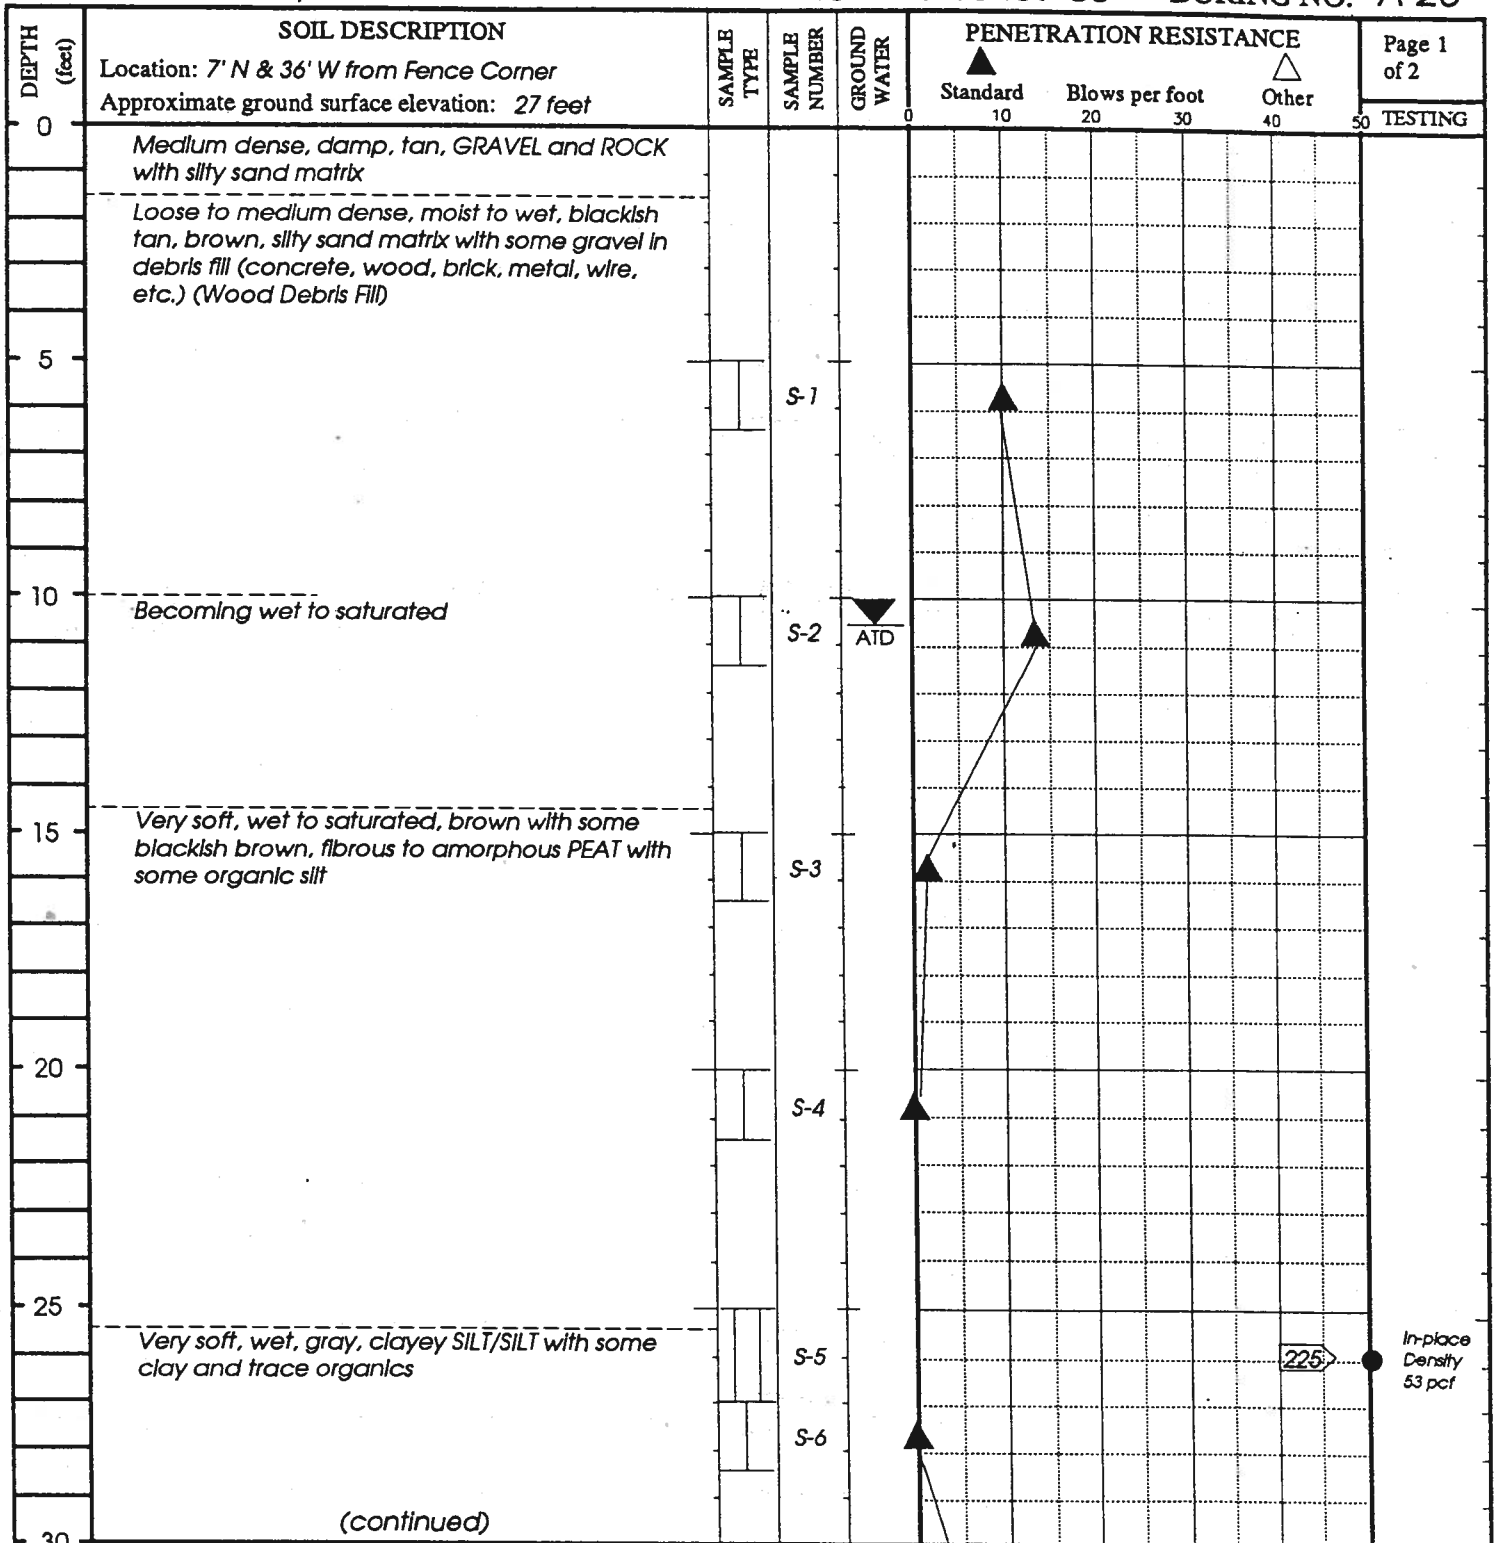 BORING NO. A-26
SOIL DESCRIPTION
Location: 7' N & 36' W from Fence Corner
Approximate ground surface elevation: 27 feet
DEPTH
(feet)
SAMPLE
TYPE
SAMPLE
NUMBER
GROUND
WATER
PENETRATION RESISTANCE
Standard
Blows per foot
Other
Page 1
of 2
TESTING
0 10 20 30 40 50
0
Medium dense, damp, tan, GRAVEL and ROCK
with silty sand matrix
Loose to medium dense, moist to wet, blackish
tan, brown, silty sand matrix with some gravel in
debris fill (concrete, wood, brick, metal, wire,
etc.) (Wood Debris Fill)
5
S-1
10
Becoming wet to saturated
S-2
ATD
15
Very soft, wet to saturated, brown with some
blackish brown, fibrous to amorphous PEAT with
some organic silt
S-3
20
S-4
25
Very soft, wet, gray, clayey SILT/SILT with some
clay and trace organics
S-5
225
In-place
Density
53 pcf
S-6
(continued)
30